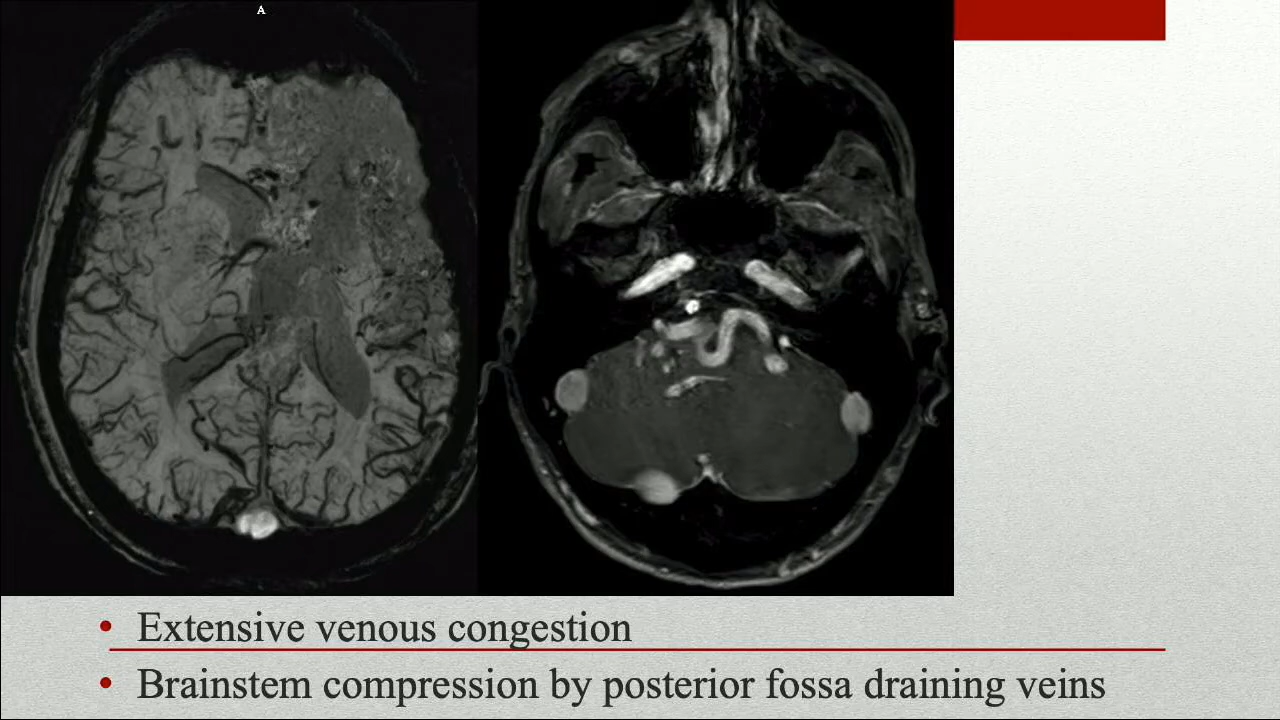 A
• Extensive venous congestion
• Brainstem compression by posterior fossa draining veins